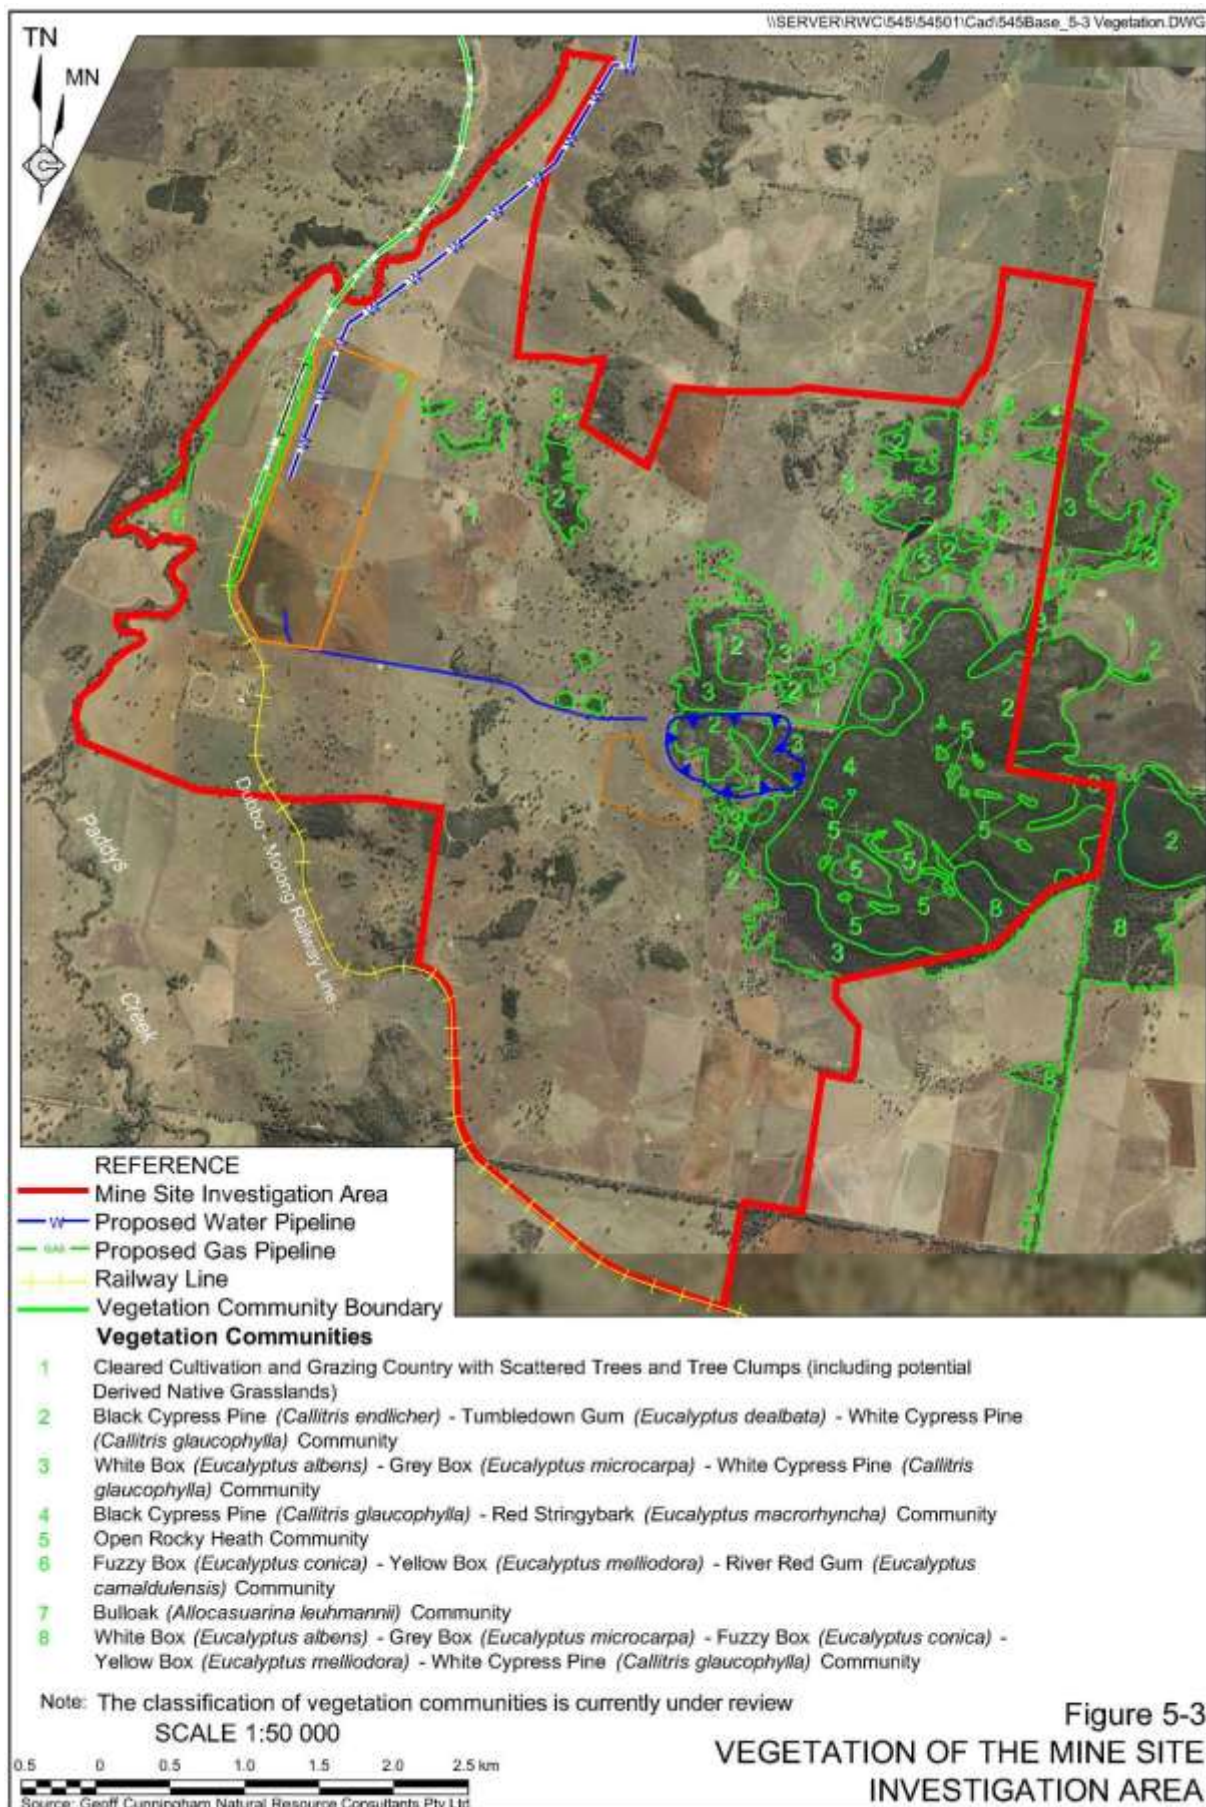 \\SERVER\RWC\545\54501\Cad\545Base_5-3 Vegetation.DWG
TN
MN
Dubbo - Molong Railway Line
Paddys
Creek
REFERENCE
Mine Site Investigation Area
W Proposed Water Pipeline
GAS Proposed Gas Pipeline
Railway Line
Vegetation Community Boundary
Vegetation Communities
1 Cleared Cultivation and Grazing Country with Scattered Trees and Tree Clumps (including potential
Derived Native Grasslands)
2 Black Cypress Pine (Callitris endlicher) - Tumbledown Gum (Eucalyptus dealbata) - White Cypress Pine
(Callitris glaucophylla) Community
3 White Box (Eucalyptus albens) - Grey Box (Eucalyptus microcarpa) - White Cypress Pine (Callitris
glaucophylla) Community
4 Black Cypress Pine (Callitris glaucophylla) - Red Stringybark (Eucalyptus macrorhyncha) Community
5 Open Rocky Heath Community
6 Fuzzy Box (Eucalyptus conica) - Yellow Box (Eucalyptus melliodora) - River Red Gum (Eucalyptus
camaldulensis) Community
7 Bulloak (Allocasuarina leuhmannii) Community
8 White Box (Eucalyptus albens) - Grey Box (Eucalyptus microcarpa) - Fuzzy Box (Eucalyptus conica) -
Yellow Box (Eucalyptus melliodora) - White Cypress Pine (Callitris glaucophylla) Community
Note: The classification of vegetation communities is currently under review
SCALE 1:50 000
0.5 0 0.5 1.0 1.5 2.0 2.5 km
Source: Geoff Cunningham Natural Resource Consultants Pty Ltd
Figure 5-3
VEGETATION OF THE MINE SITE
INVESTIGATION AREA